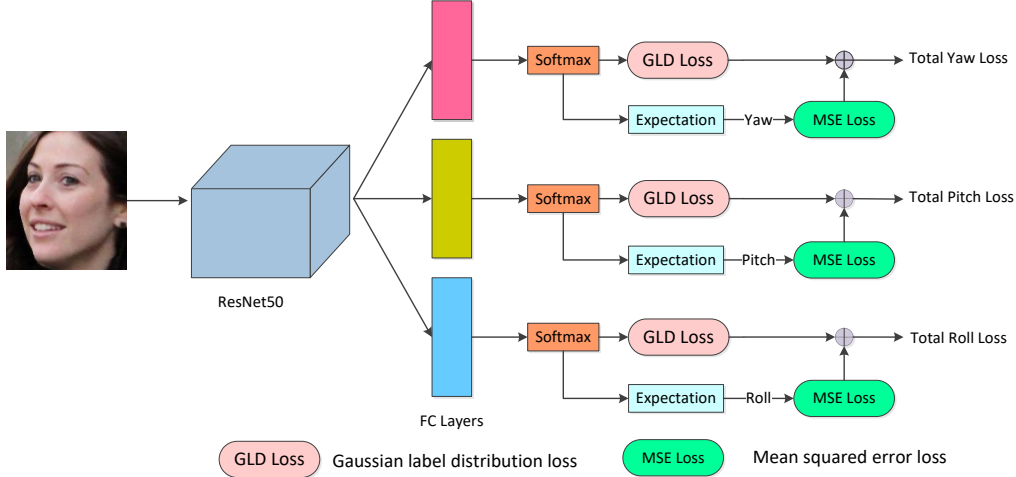 Softmax
GLD Loss
Total Yaw Loss
Expectation
Yaw
MSE Loss
ResNet50
Softmax
GLD Loss
Total Pitch Loss
Expectation
Pitch
MSE Loss
Softmax
GLD Loss
Total Roll Loss
Expectation
Roll
MSE Loss
FC Layers
GLD Loss
Gaussian label distribution loss
MSE Loss
Mean squared error loss